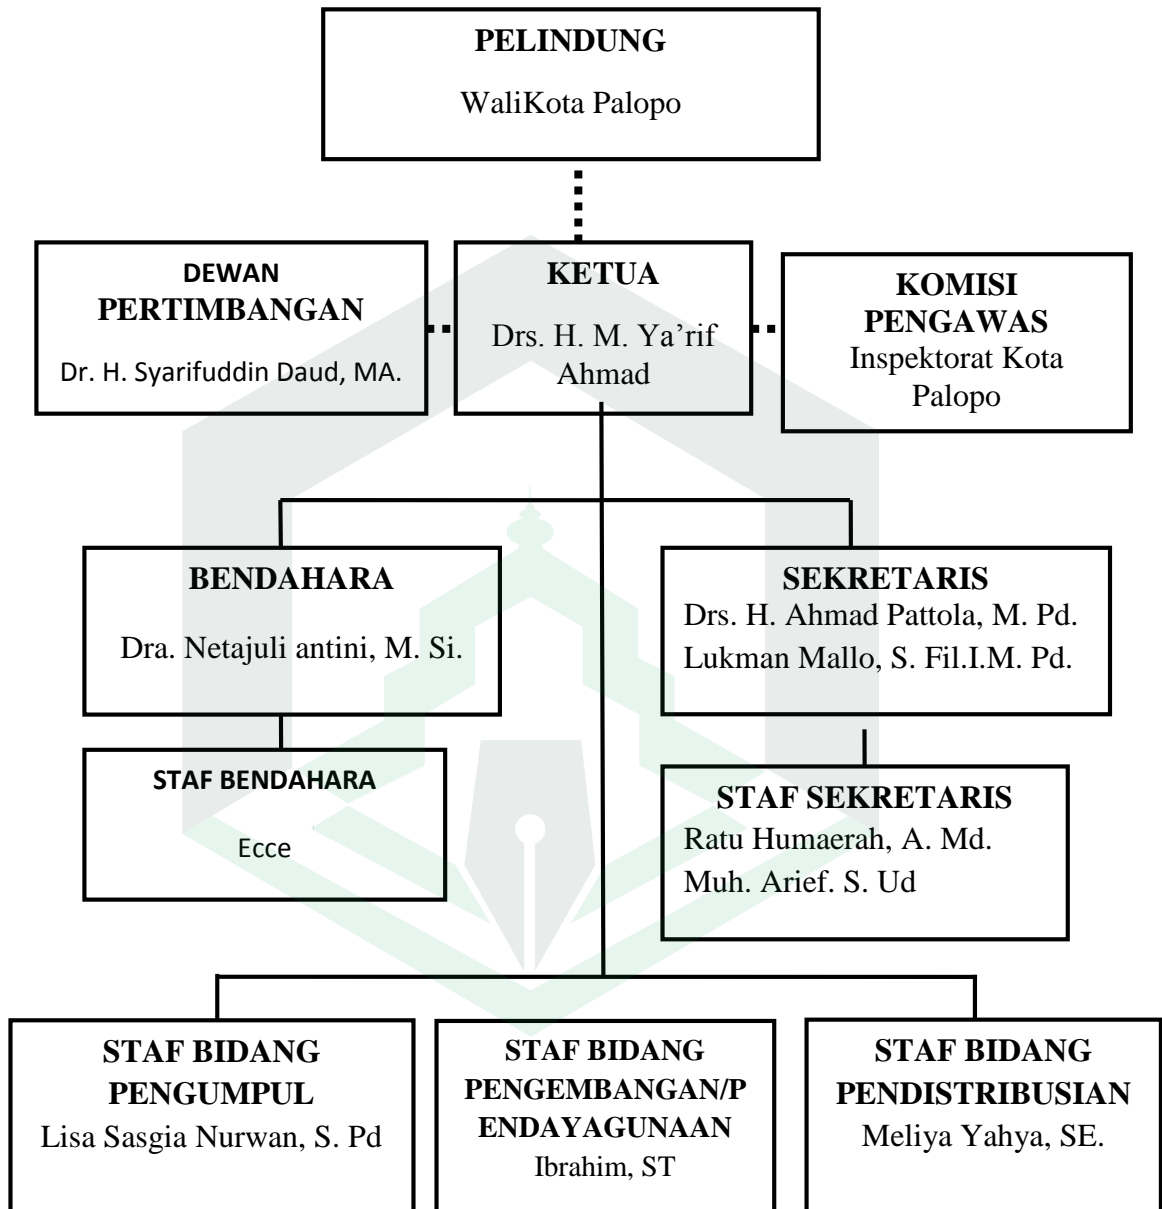 PELINDUNG
WaliKota Palopo
DEWAN
PERTIMBANGAN
Dr. H. Syarifuddin Daud, MA.
KETUA
Drs. H. M. Ya’rif
Ahmad
KOMISI
PENGAWAS
Inspektorat Kota
Palopo
BENDAHARA
Dra. Netajuli antini, M. Si.
SEKRETARIS
Drs. H. Ahmad Pattola, M. Pd.
Lukman Mallo, S. Fil.I.M. Pd.
STAF BENDAHARA
Ecce
STAF SEKRETARIS
Ratu Humaerah, A. Md.
Muh. Arief. S. Ud
STAF BIDANG
PENGUMPUL
Lisa Sasgia Nurwan, S. Pd
STAF BIDANG
PENGEMBANGAN/P
ENDAYAGUNAAN
Ibrahim, ST
STAF BIDANG
PENDISTRIBUSIAN
Meliya Yahya, SE.